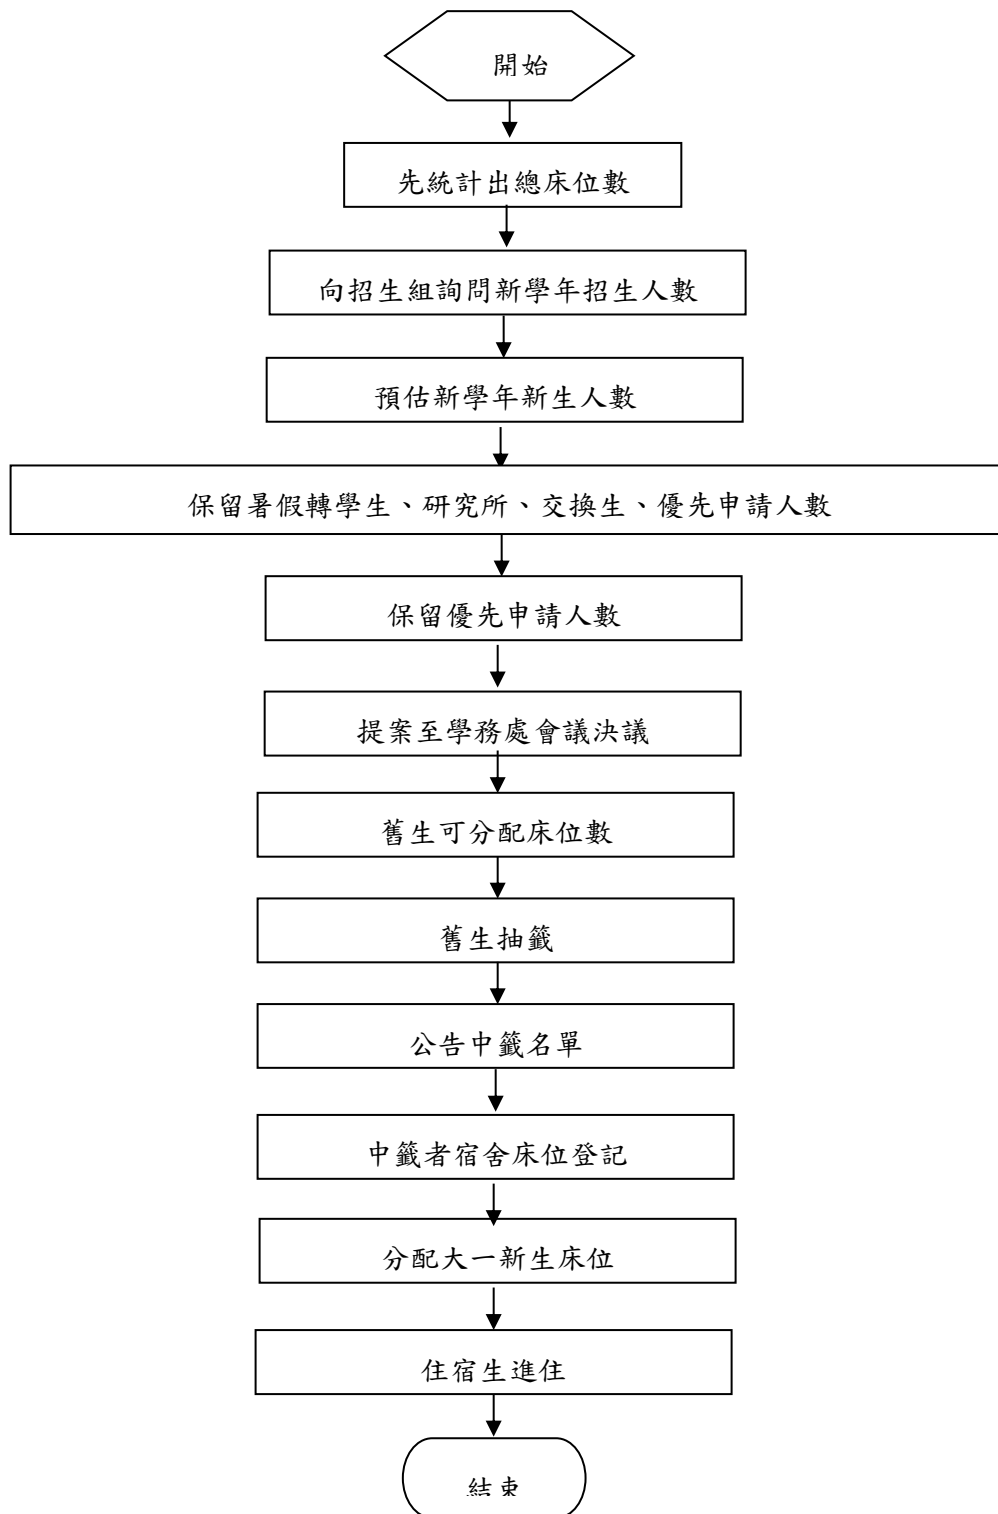 開始
先統計出總床位數
向招生組詢問新學年招生人數
預估新學年新生人數
保留暑假轉學生、研究所、交換生、優先申請人數
保留優先申請人數
提案至學務處會議決議
舊生可分配床位數
舊生抽籤
公告中籤名單
中籤者宿舍床位登記
分配大一新生床位
住宿生進住
結束